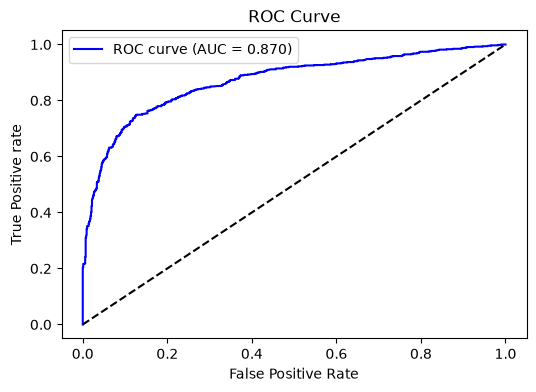 ROC Curve
ROC curve (AUC = 0.870)
True Positive rate
1.0
0.8
0.6
0.4
0.2
0.0
0.0 0.2 0.4 0.6 0.8 1.0
False Positive Rate